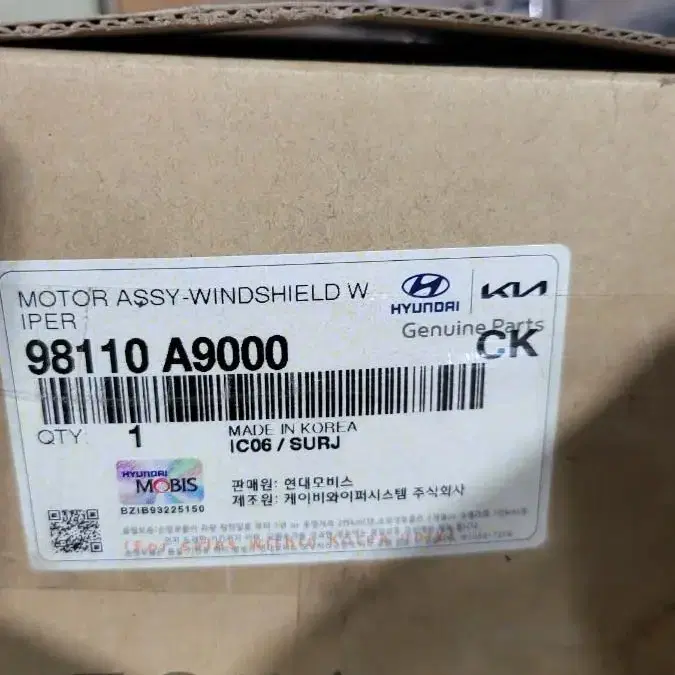 MOTOR ASSY-WINDSHIELD W
IPER
HYUNDAI
KIA
Genuine Parts
98110 A9000
CK
QTY 1
MADE IN KOREA
IC06 / SURJ
HYUNDAI
MOBIS
BZIB93225150
판매원: 현대모비스
제조원: 케이비와이퍼시스템 주식회사